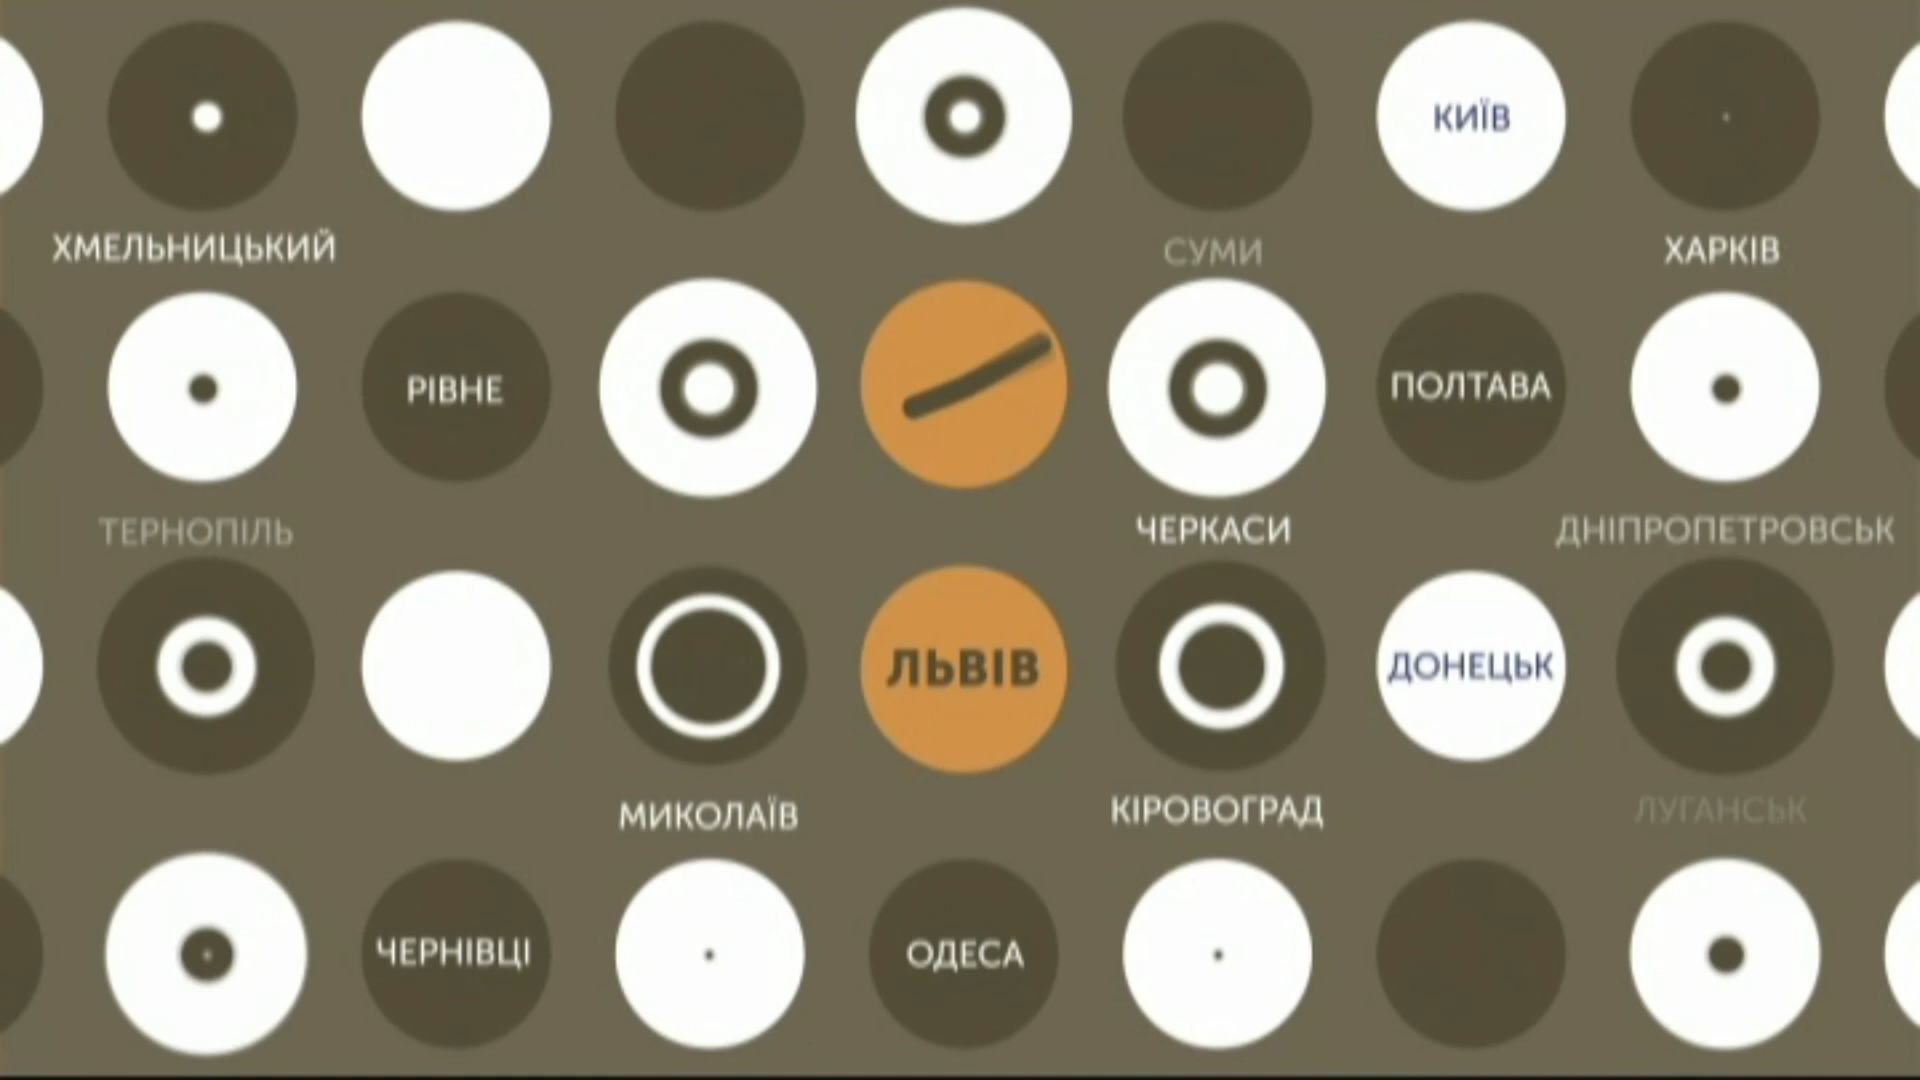 КИЇВ
ХМЕЛЬНИЦЬКИЙ
СУМИ
ХАРКІВ
РІВНЕ
ПОЛТАВА
ТЕРНОПІЛЬ
ЧЕРКАСИ
ДНІПРОПЕТРОВСЬК
ЛЬВІВ
ДОНЕЦЬК
МИКОЛАЇВ
КІРОВОГРАД
ЛУГАНСЬК
ЧЕРНІВЦІ
ОДЕСА